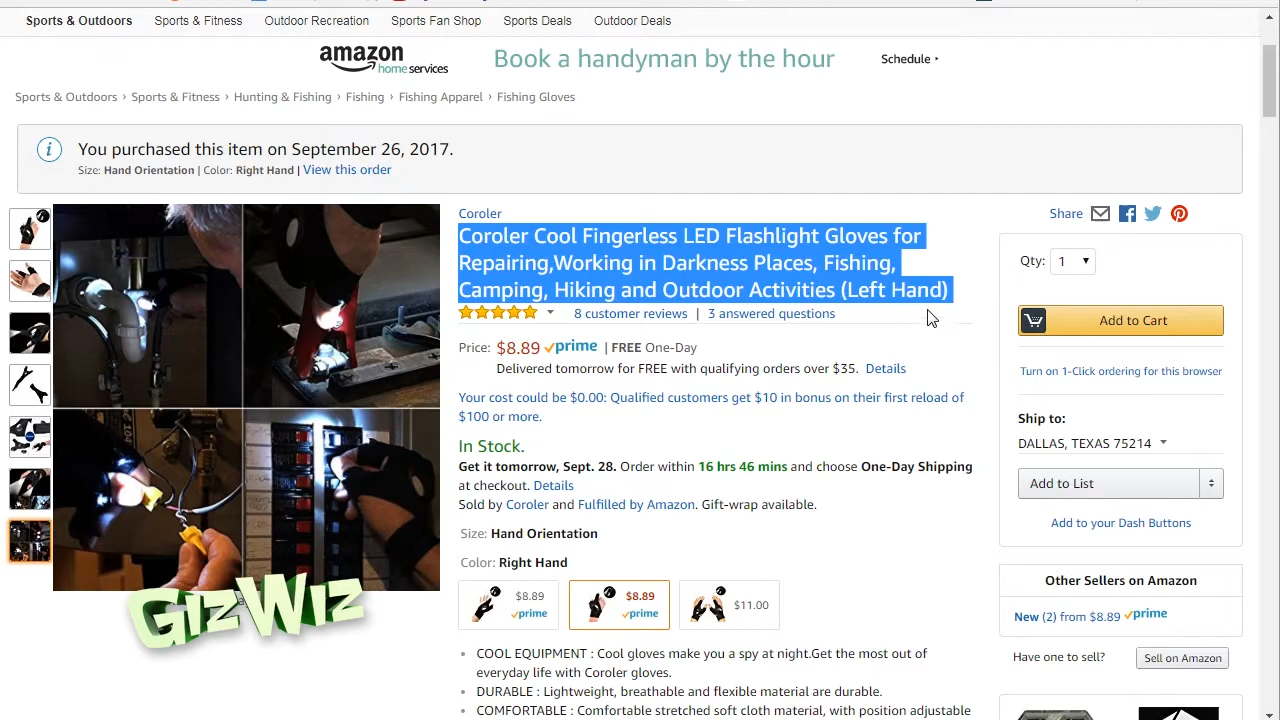 Sports & Outdoors Sports & Fitness Outdoor Recreation Sports Fan Shop Sports Deals Outdoor Deals
amazon
home services
Book a handyman by the hour
Schedule ▸
Sports & Outdoors › Sports & Fitness › Hunting & Fishing › Fishing › Fishing Apparel › Fishing Gloves
i
You purchased this item on September 26, 2017.
Size: Hand Orientation | Color: Right Hand | View this order
Coroler
Coroler Cool Fingerless LED Flashlight Gloves for
Repairing,Working in Darkness Places, Fishing,
Camping, Hiking and Outdoor Activities (Left Hand)
8 customer reviews | 3 answered questions
Price: $8.89 prime | FREE One-Day
Delivered tomorrow for FREE with qualifying orders over $35. Details
Your cost could be $0.00: Qualified customers get $10 in bonus on their first reload of
$100 or more.
In Stock.
Get it tomorrow, Sept. 28. Order within 16 hrs 46 mins and choose One-Day Shipping
at checkout. Details
Sold by Coroler and Fulfilled by Amazon. Gift-wrap available.
Size: Hand Orientation
Color: Right Hand
$8.89
prime
$8.89
prime
$11.00
COOL EQUIPMENT : Cool gloves make you a spy at night.Get the most out of
everyday life with Coroler gloves.
DURABLE : Lightweight, breathable and flexible material are durable.
COMFORTABLE : Comfortable stretched soft cloth material, with position adjustable
GIZWIZ
Share
Qty: 1
Add to Cart
Turn on 1-Click ordering for this browser
Ship to:
DALLAS, TEXAS 75214
Add to List
Add to your Dash Buttons
Other Sellers on Amazon
New (2) from $8.89 prime
Have one to sell? Sell on Amazon